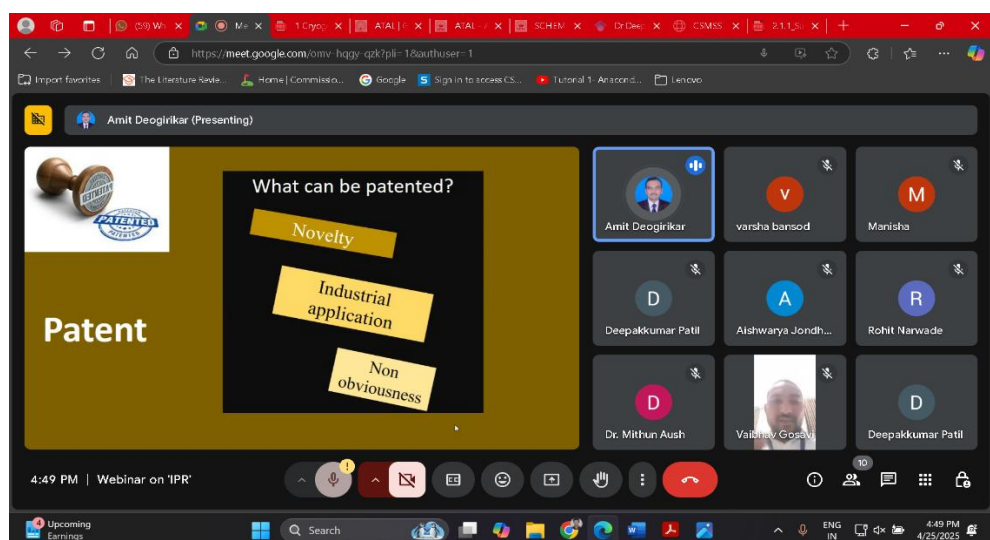 (59) Wh
Me
1.Cryog
ATAL | F
ATAL - /
SCHEM
Dr.Deep
CSMSS
2.1.1_Su
https://meet.google.com/omv-hqgy-qzk?pli=1&authuser=1
Import favorites
The Literature Revie...
Home | Commissio...
Google
Sign in to access CS...
Tutorial 1- Anacond...
Lenovo
Amit Deogirikar (Presenting)
PATENTED
What can be patented?
Novelty
Industrial
application
Non
obviousness
Patent
Amit Deogirikar
v
varsha bansod
M
Manisha
D
Deepakkumar Patil
A
Aishwarya Jondh...
R
Rohit Narwade
D
Dr. Mithun Aush
Vaibhav Gosavi
D
Deepakkumar Patil
4:49 PM | Webinar on 'IPR'
10
4
Upcoming
Earnings
Search
ENG
IN
4:49 PM
4/25/2025